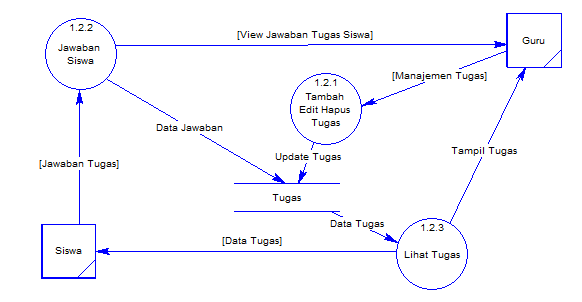 1.2.2
Jawaban
Siswa
[View Jawaban Tugas Siswa]
Guru
[Manajemen Tugas]
1.2.1
Tambah
Edit Hapus
Tugas
Data Jawaban
Update Tugas
Tampil Tugas
[Jawaban Tugas]
Tugas
Data Tugas
1.2.3
Lihat Tugas
[Data Tugas]
Siswa